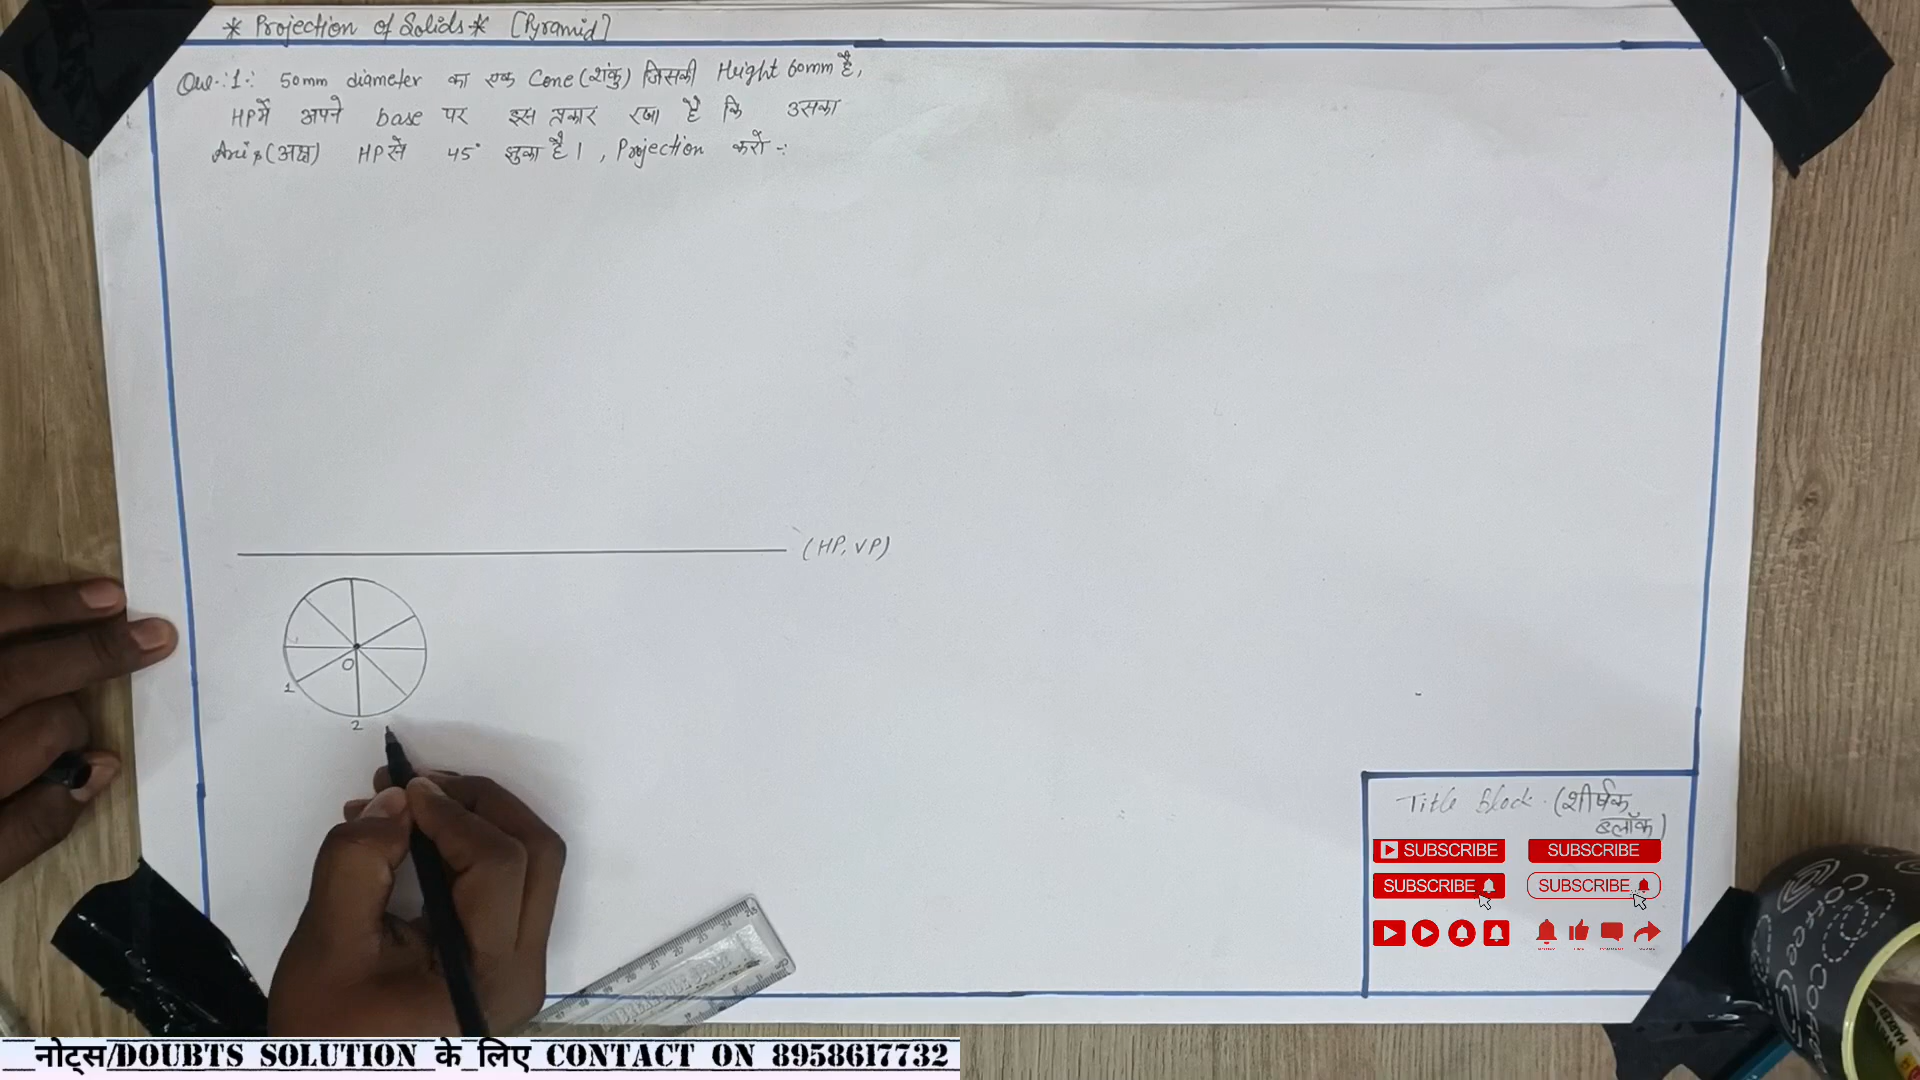 * Projection of Solids * [Pyramid]
Que.:1.: 50mm diameter का एक Cone (शंकु) जिसकी Height 60mm है,
HP में अपने base पर इस प्रकार रखा है कि उसका
Axis (अक्ष) HP से 45° झुका है। , Projection करो -:
(HP, VP)
O
1
2
Title Block. (शीर्षक
ब्लॉक)
SUBSCRIBE SUBSCRIBE
SUBSCRIBE SUBSCRIBE
नोट्स/DOUBTS SOLUTION के लिए CONTACT ON 8958617732